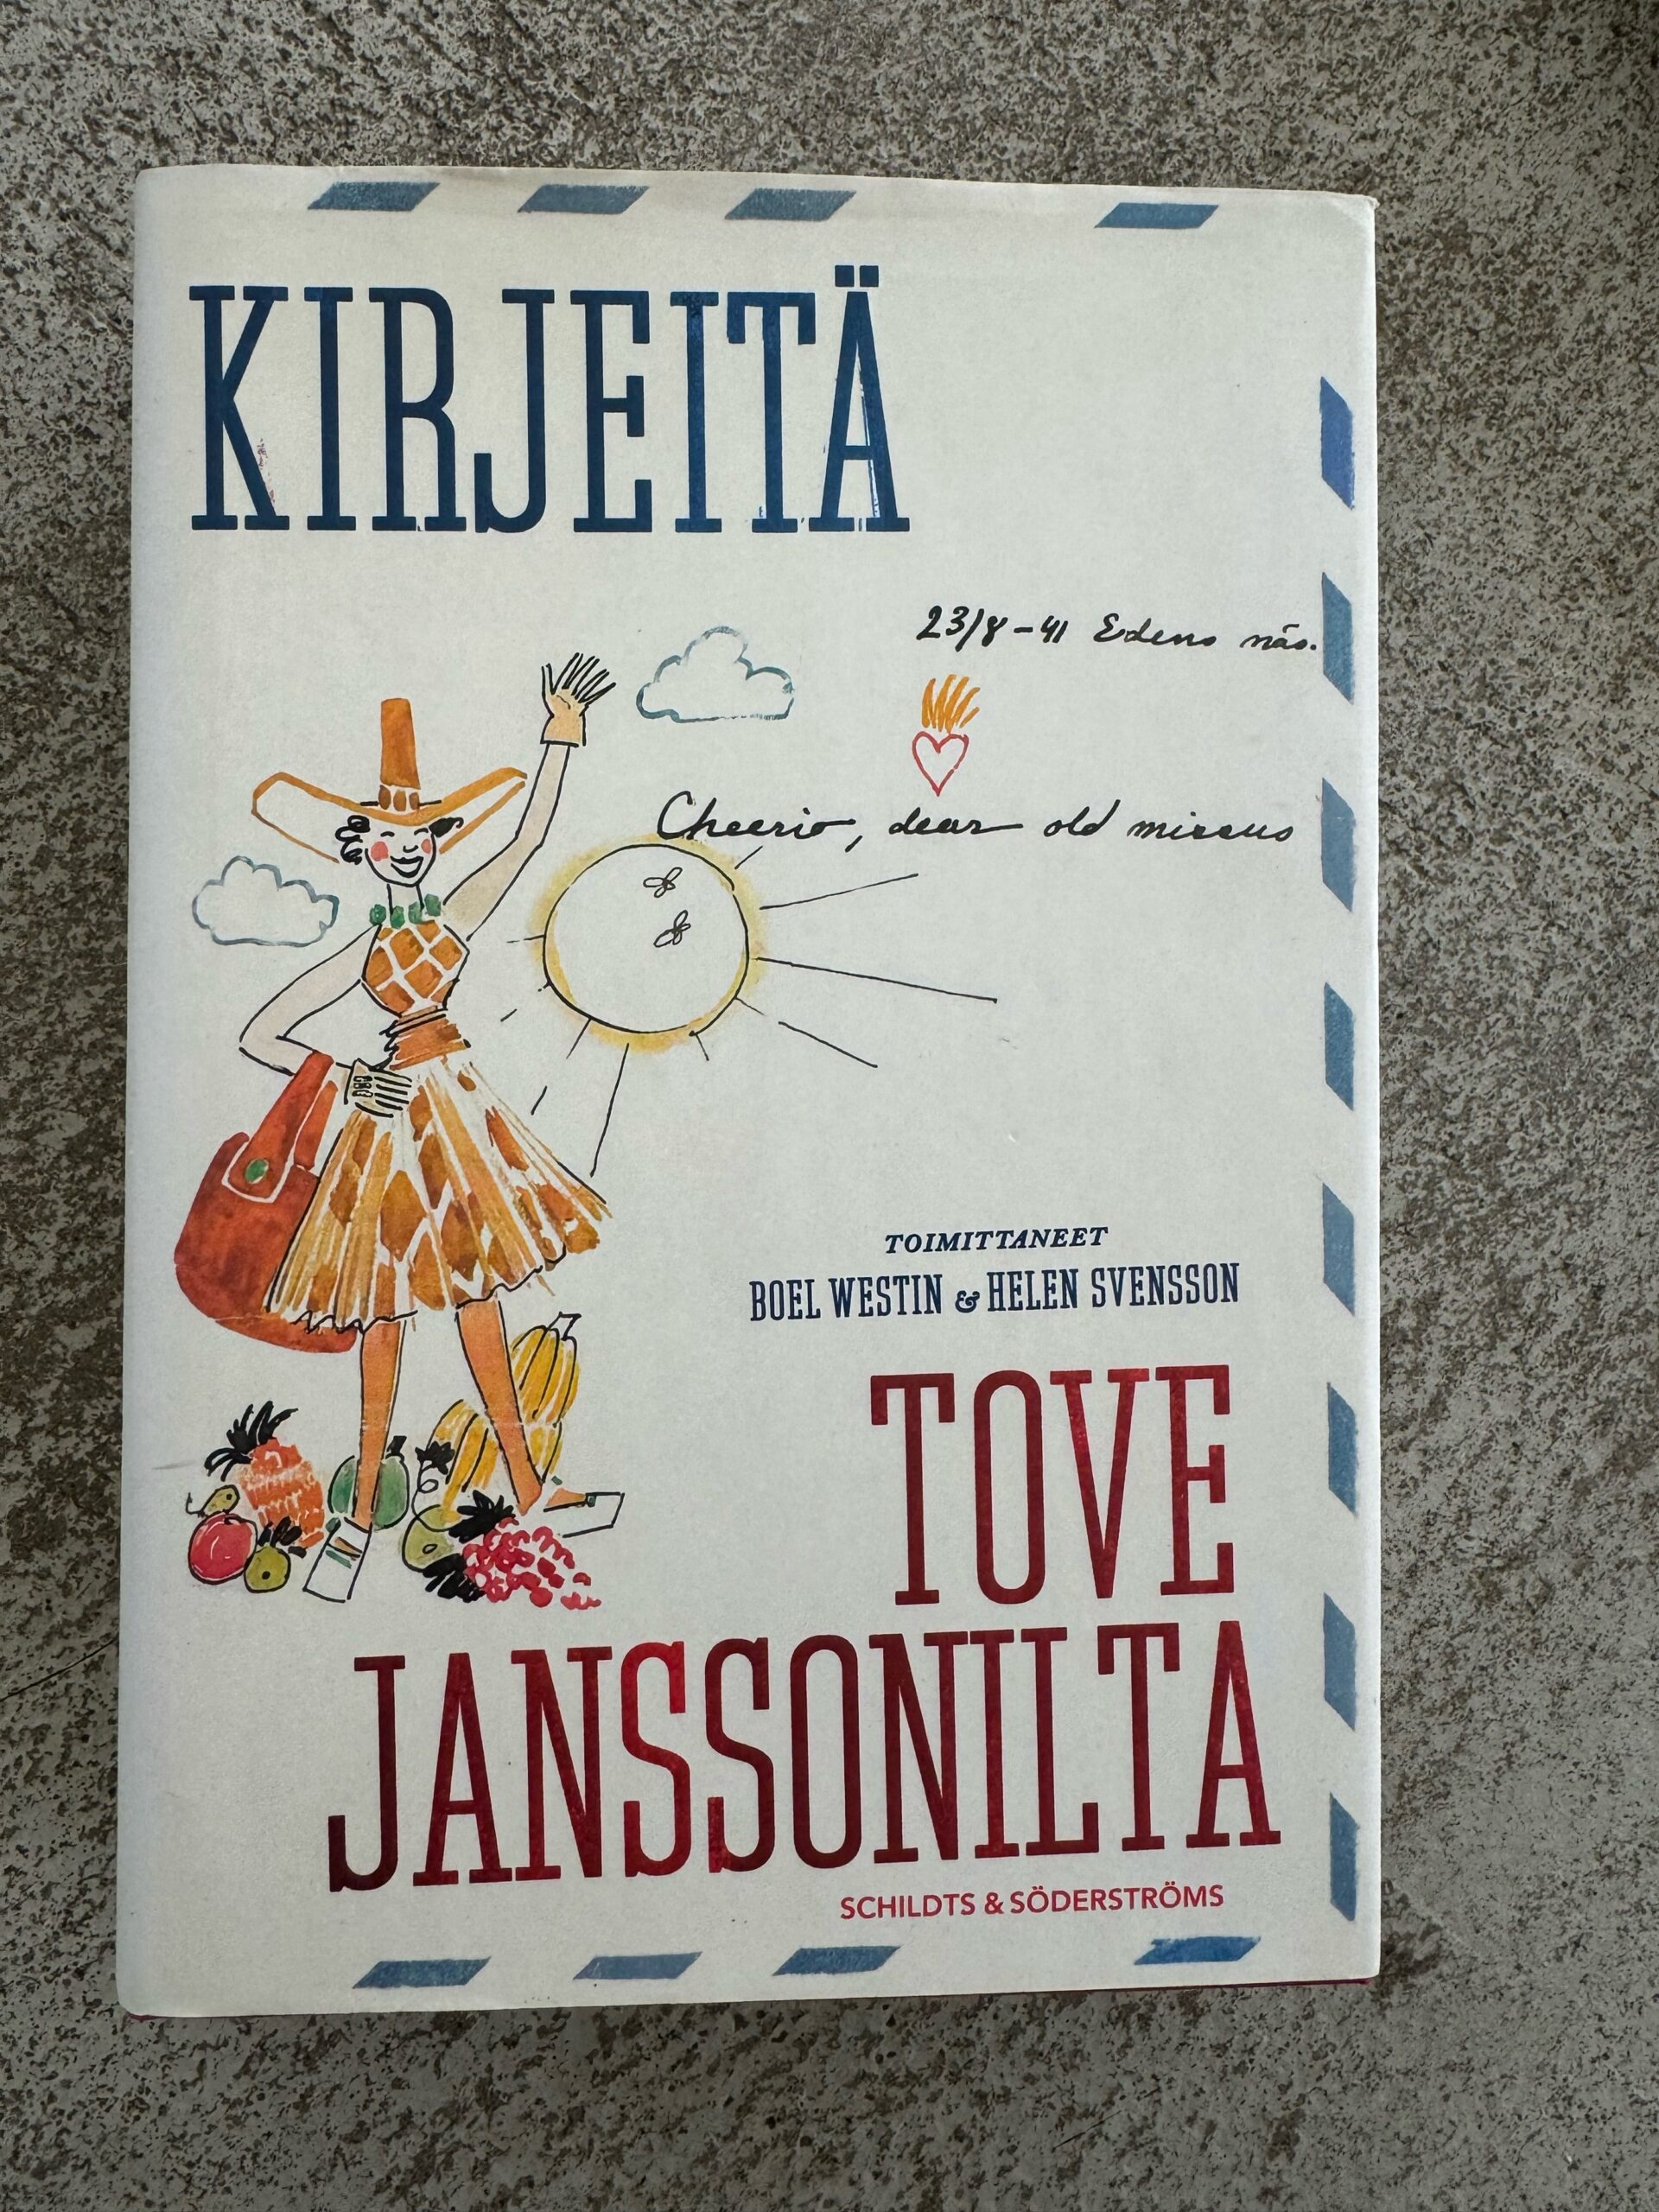 KIRJEITÄ
23/8-41 Edens näs.
Cheerio, dear old missus
TOIMITTANEET
BOEL WESTIN & HELEN SVENSSON
TOVE
JANSSONILTA
SCHILDTS & SÖDERSTRÖMS